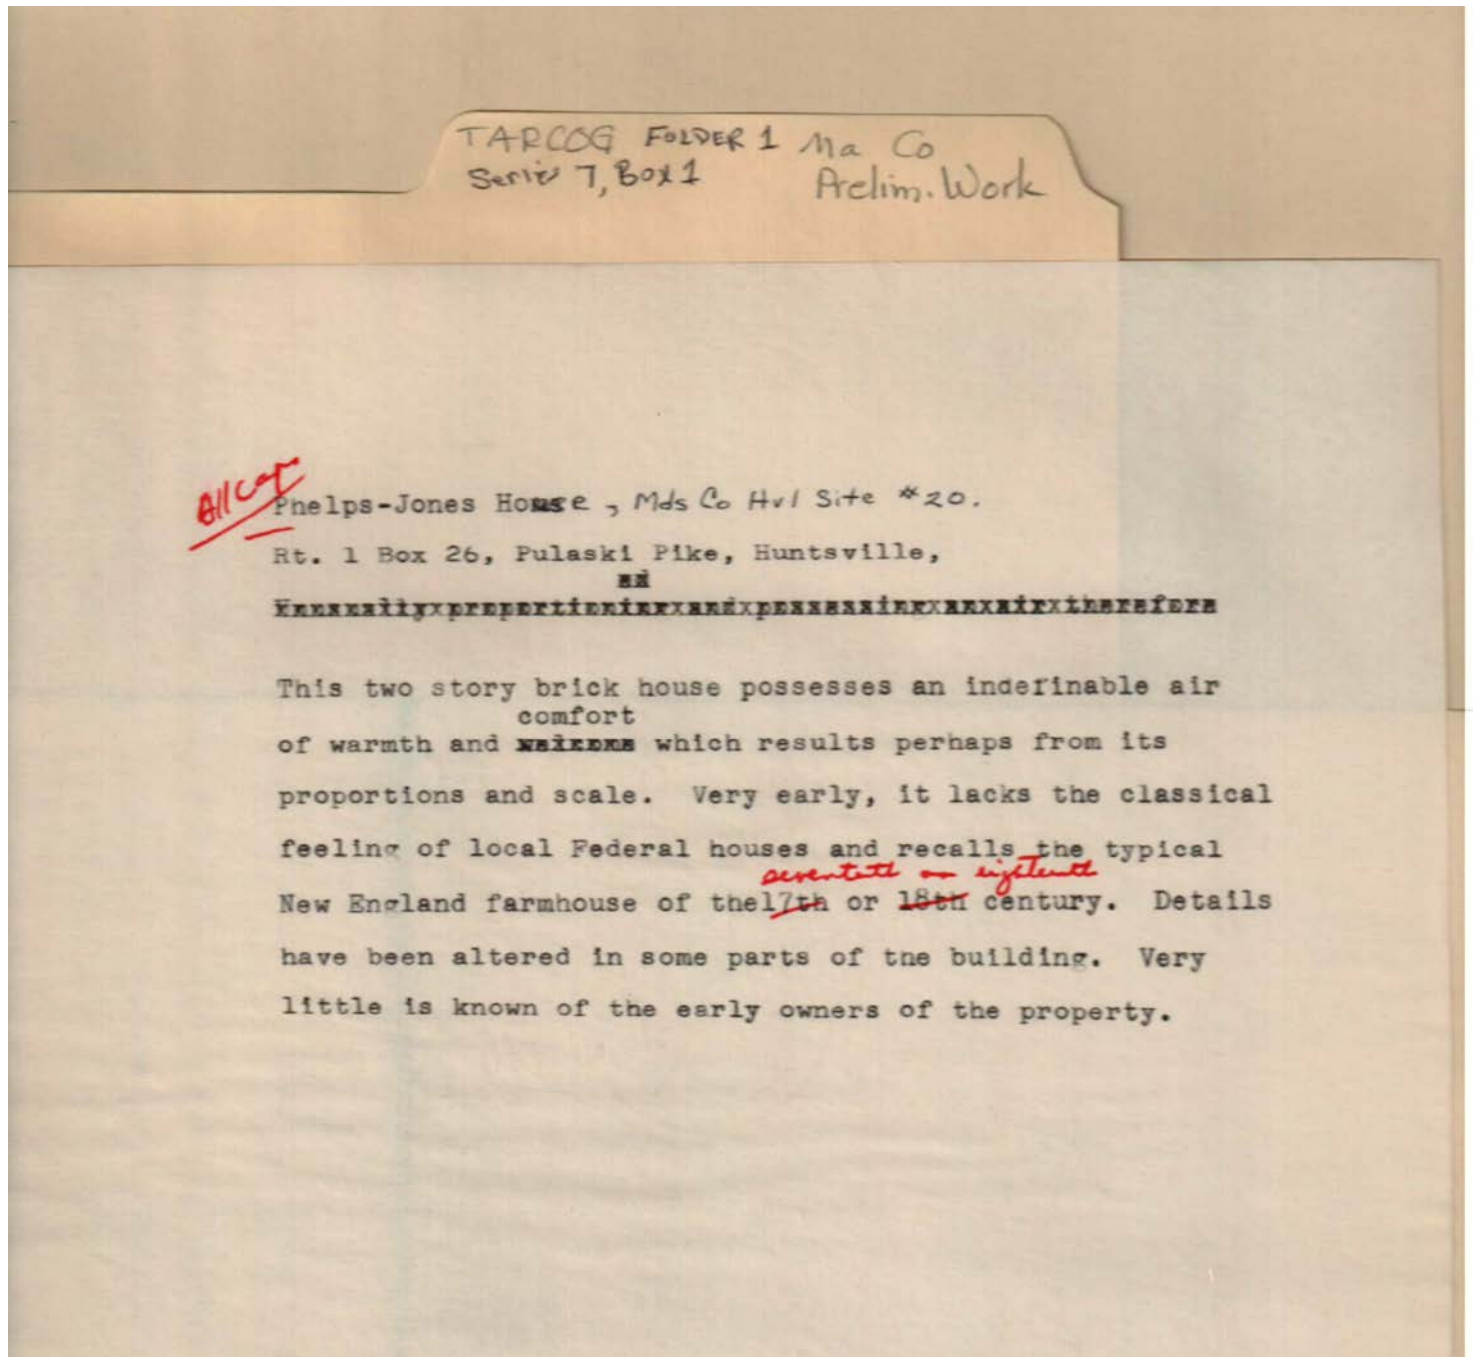 TARCOG FOLDER 1 Ma Co
Series 7, Box 1 Prelim. Work
All caps
Phelps-Jones House, Mds Co Hvl Site #20.
Rt. 1 Box 26, Pulaski Pike, Huntsville,
This two story brick house possesses an indefinable air
comfort
of warmth and which results perhaps from its
proportions and scale. Very early, it lacks the classical
feeling of local Federal houses and recalls the typical
seventeth or eighteenth
New England farmhouse of the17th or 18th century. Details
have been altered in some parts of the building. Very
little is known of the early owners of the property.